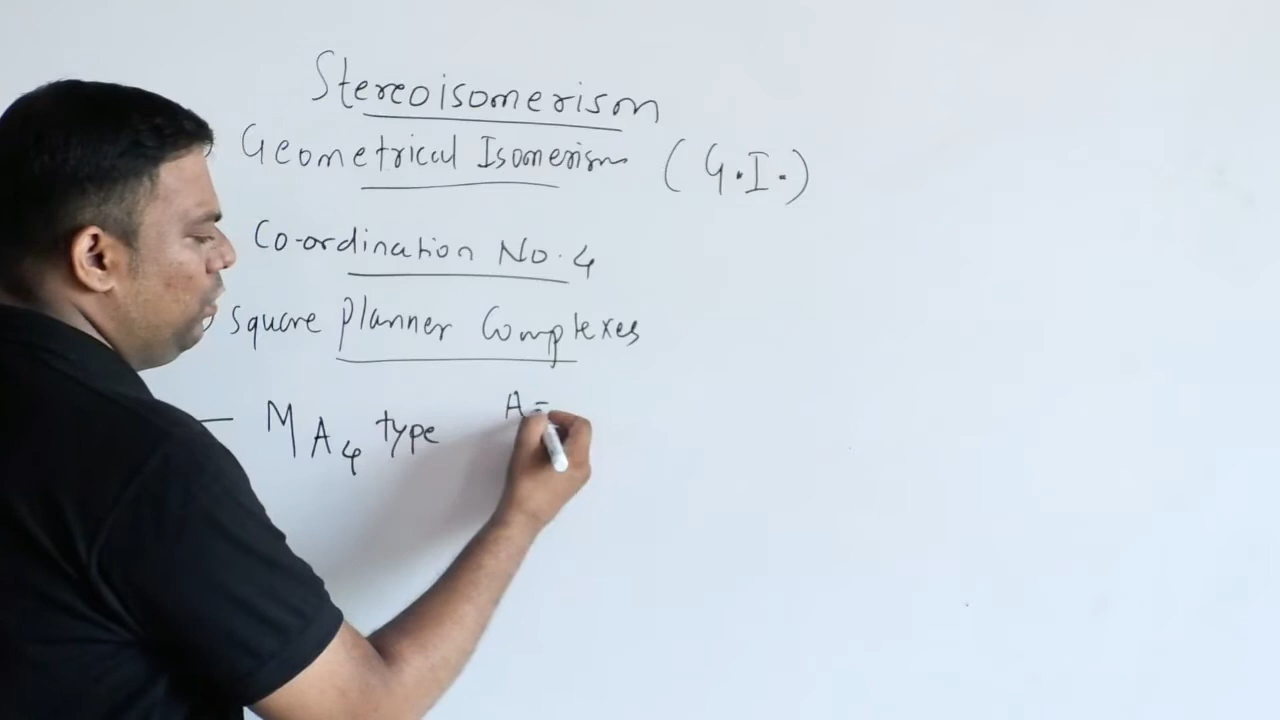 Stereoisomerism
Geometrical Isomerism (G.I.)
Co-ordination No. 4
Square planner Complexes
— MA4 type A =